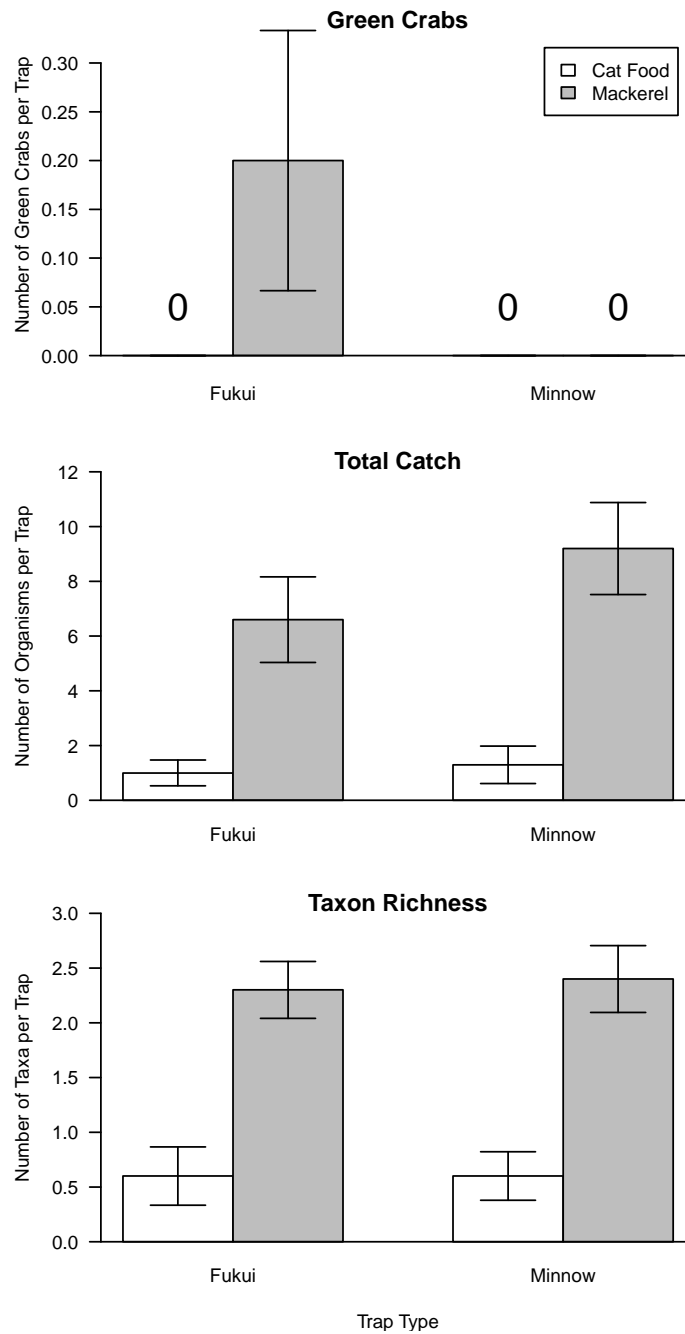 Green Crabs
Number of Green Crabs per Trap
0.30
0.25
0.20
0.15
0.10
0.05
0.00
Cat Food
Mackerel
0 0 0
Fukui Minnow
Total Catch
Number of Organisms per Trap
12
10
8
6
4
2
0
Fukui Minnow
Taxon Richness
Number of Taxa per Trap
3.0
2.5
2.0
1.5
1.0
0.5
0.0
Fukui Minnow
Trap Type